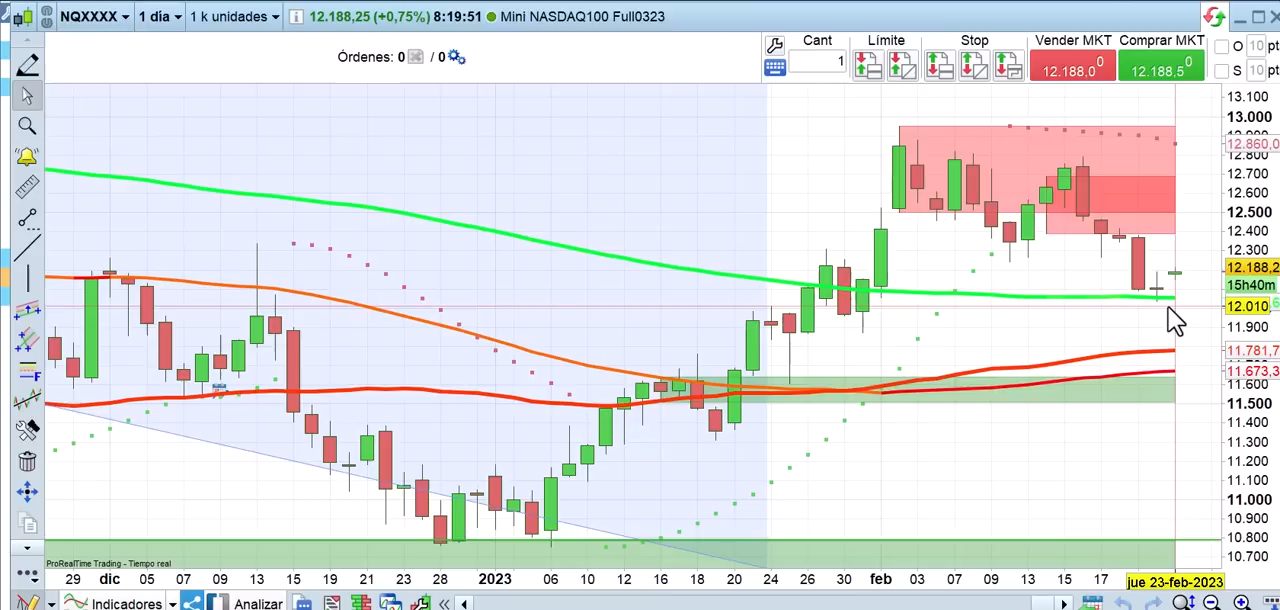 NQXXXX 1 día 1 k unidades 12.188,25 (+0,75%) 8:19:51 Mini NASDAQ100 Full0323
Órdenes: 0 / 0
Cant Límite Stop Vender MKT Comprar MKT
1 12.188,0 0 12.188,5 0
O 10 pt
S 10 pt
13.100
13.000
12.860,0
12.800
12.700
12.600
12.500
12.400
12.300
12.188,2
15h40m
12.010
11.900
11.781,7
11.673,3
11.600
11.500
11.400
11.300
11.200
11.100
11.000
10.900
10.800
10.700
ProRealTime Trading - Tiempo real
29 dic 05 07 09 13 15 19 21 23 28 2023 06 10 12 16 18 20 24 26 30 feb 03 07 09 13 15 17 jue 23-feb-2023
Indicadores Analizar